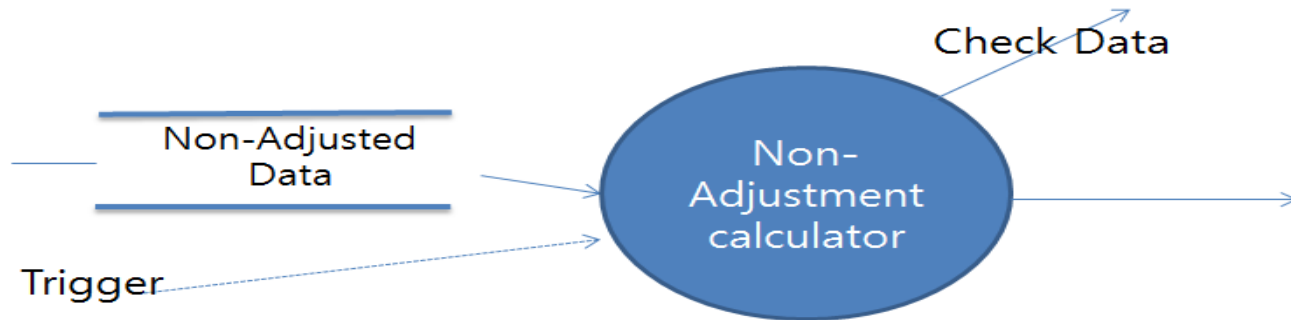 Check Data
Non-Adjusted
Data
Non-
Adjustment
calculator
Trigger